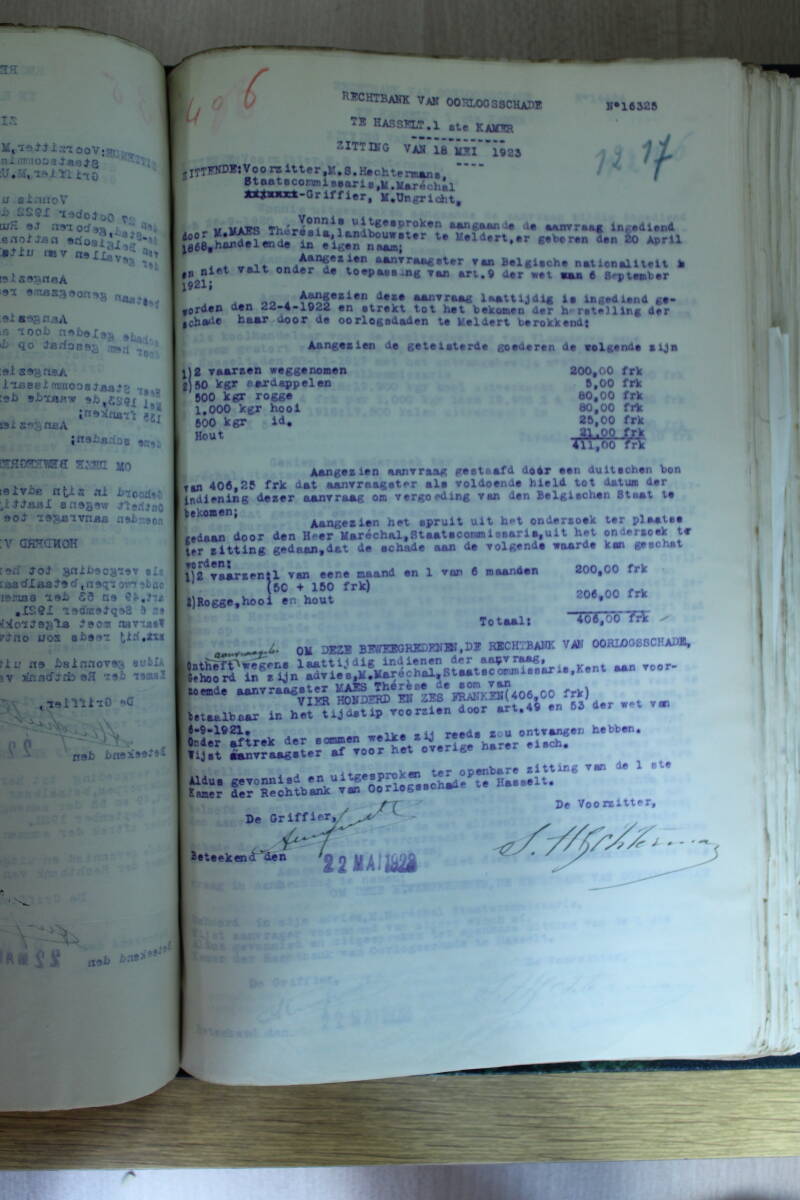 496
RECHTBANK VAN OORLOGSSCHADE N°16325
TE HASSELT.1 ste KAMER
ZITTING VAN 18 MEI 1923
17
ZITTENDE:Voorzitter,M.S.Hechtermans,
Staatscommissaris,M.Maréchal
-Griffier, M.Ungricht,
Vonnis uitgesproken aangaande de aanvraag ingediend
door M.MAES Thérésia,landbouwster te Meldert,er geboren den 20 April
1868,handelende in eigen naam;
Aangezien aanvraagster van Belgische nationaliteit is
en niet valt onder de toepassing van art.9 der wet van 6 September
1921;
Aangezien deze aanvraag laattijdig is ingediend ge-
worden den 22-4-1922 en strekt tot het bekomen der herstelling der
schade haar door de oorlogsdaden te Meldert berokkend:
Aangezien de geteisterde goederen de volgende zijn
1)2 vaarzen weggenomen 200,00 frk
2)50 kgr aardappelen 5,00 frk
500 kgr rogge 80,00 frk
1.000 kgr hooi 80,00 frk
500 kgr id. 25,00 frk
Hout 21,00 frk
411,00 frk
Aangezien aanvraag gestaafd door een duitschen bon
van 406,25 frk dat aanvraagster als voldoende hield tot datum der
indiening dezer aanvraag om vergoeding van den Belgischen Staat te
bekomen;
Aangezien het spruit uit het onderzoek ter plaatse
gedaan door den Heer Maréchal,Staatscommissaris,uit het onderzoek te
ter zitting gedaan,dat de schade aan de volgende waarde kan geschat
worden:
1)2 vaarzen:1 van eene maand en 1 van 6 maanden 200,00 frk
(50 + 150 frk)
2)Rogge,hooi en hout 206,00 frk
Totaal: 406,00 frk
OM DEZE BEWEEGREDENEN,DE RECHTBANK VAN OORLOGSSCHADE,
aanvraagster
Ontheft wegens laattijdig indienen der aanvraag,
Gehoord in zijn advies,M.Maréchal,Staatscommissaris,Kent aan voor-
zoemde aanvraagster MAES Thérèse de som van
VIER HONDERD EN ZES FRANKEN(406,00 frk)
betaalbaar in het tijdstip voorzien door art.49 en 53 der wet van
6-9-1921.
Onder aftrek der sommen welke zij reeds zou ontvangen hebben.
Wijst aanvraagster af voor het overige harer eisch.
Aldus gevonnisd en uitgesproken ter openbare zitting van de 1 ste
Kamer der Rechtbank van Oorlogsschade te Hasselt.
De Griffier, De Voorzitter,
S. Hechtermans
Beteekend den 22 MAI